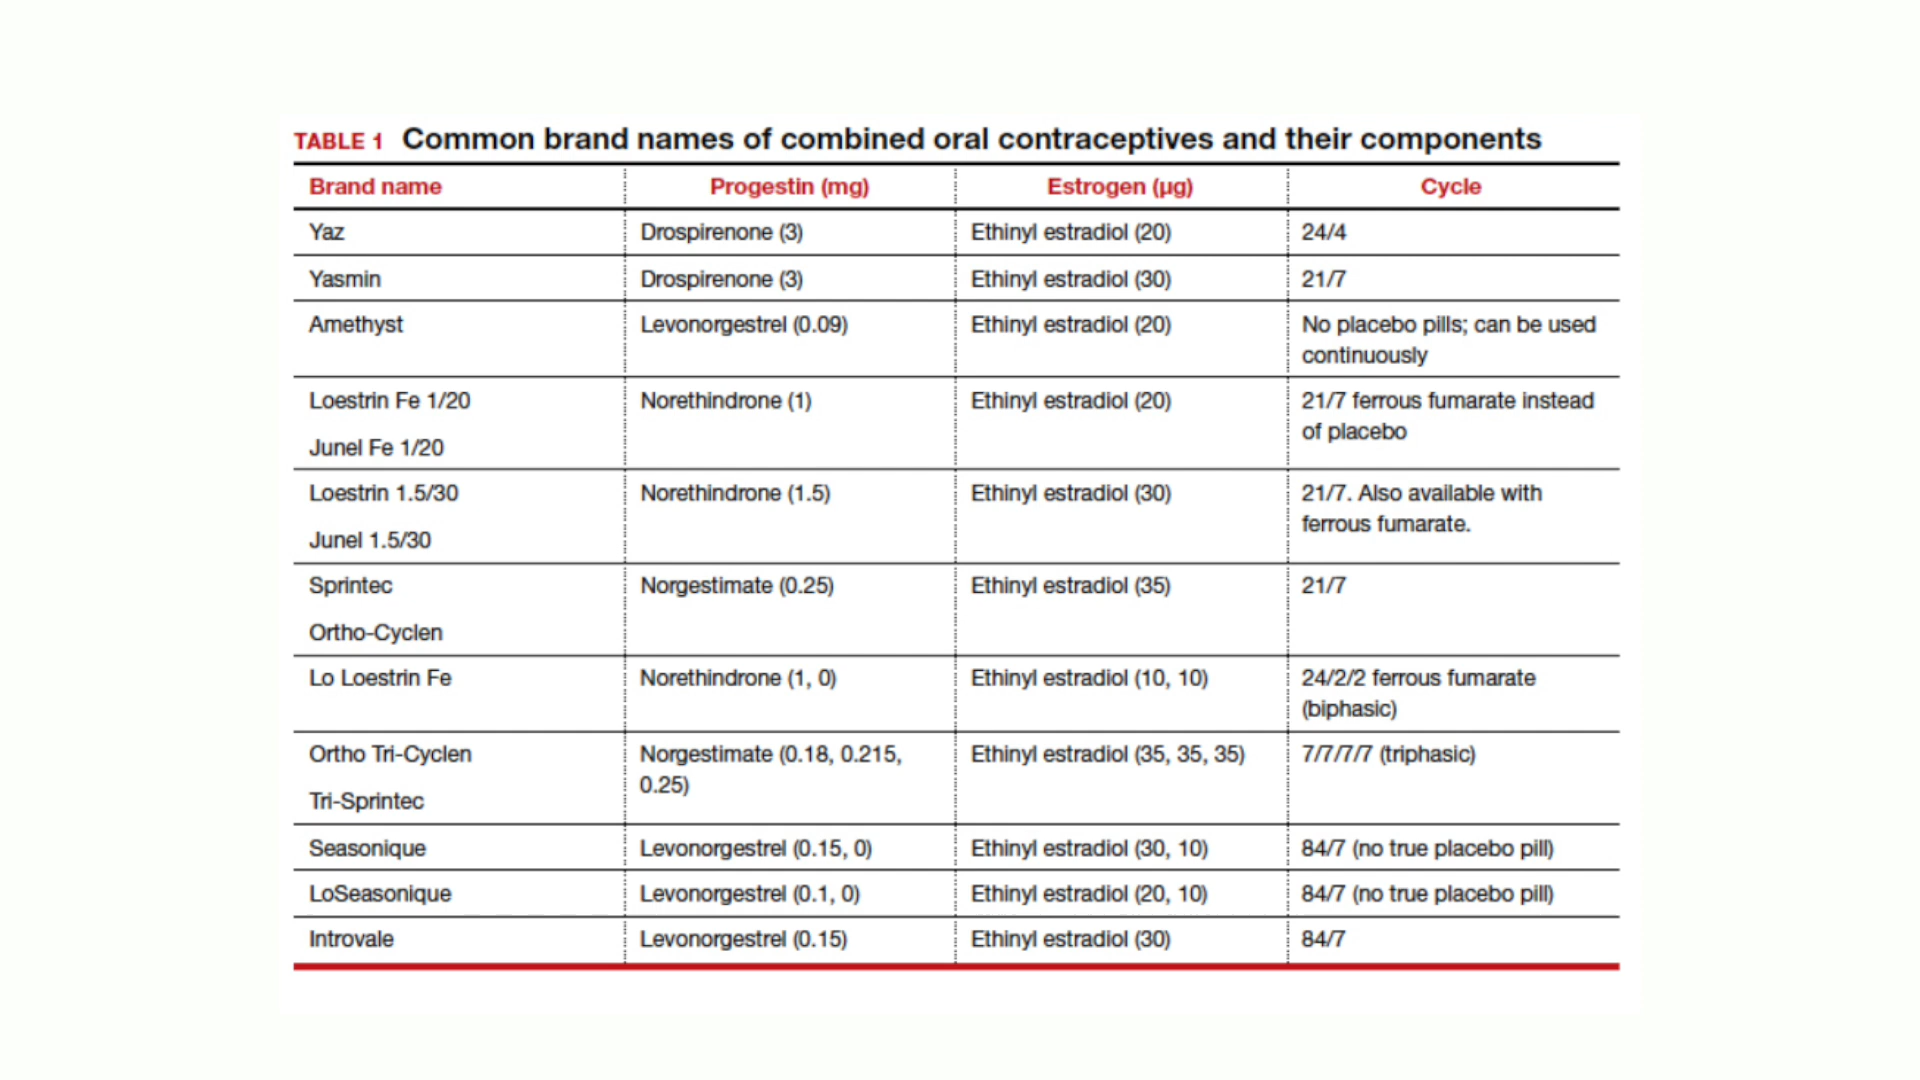 TABLE 1 Common brand names of combined oral contraceptives and their components
Brand name Progestin (mg) Estrogen (µg) Cycle
Yaz Drospirenone (3) Ethinyl estradiol (20) 24/4
Yasmin Drospirenone (3) Ethinyl estradiol (30) 21/7
Amethyst Levonorgestrel (0.09) Ethinyl estradiol (20) No placebo pills; can be used
continuously
Loestrin Fe 1/20 Norethindrone (1) Ethinyl estradiol (20) 21/7 ferrous fumarate instead
of placebo
Junel Fe 1/20
Loestrin 1.5/30 Norethindrone (1.5) Ethinyl estradiol (30) 21/7. Also available with
ferrous fumarate.
Junel 1.5/30
Sprintec Norgestimate (0.25) Ethinyl estradiol (35) 21/7
Ortho-Cyclen
Lo Loestrin Fe Norethindrone (1, 0) Ethinyl estradiol (10, 10) 24/2/2 ferrous fumarate
(biphasic)
Ortho Tri-Cyclen Norgestimate (0.18, 0.215, Ethinyl estradiol (35, 35, 35) 7/7/7/7 (triphasic)
0.25)
Tri-Sprintec
Seasonique Levonorgestrel (0.15, 0) Ethinyl estradiol (30, 10) 84/7 (no true placebo pill)
LoSeasonique Levonorgestrel (0.1, 0) Ethinyl estradiol (20, 10) 84/7 (no true placebo pill)
Introvale Levonorgestrel (0.15) Ethinyl estradiol (30) 84/7